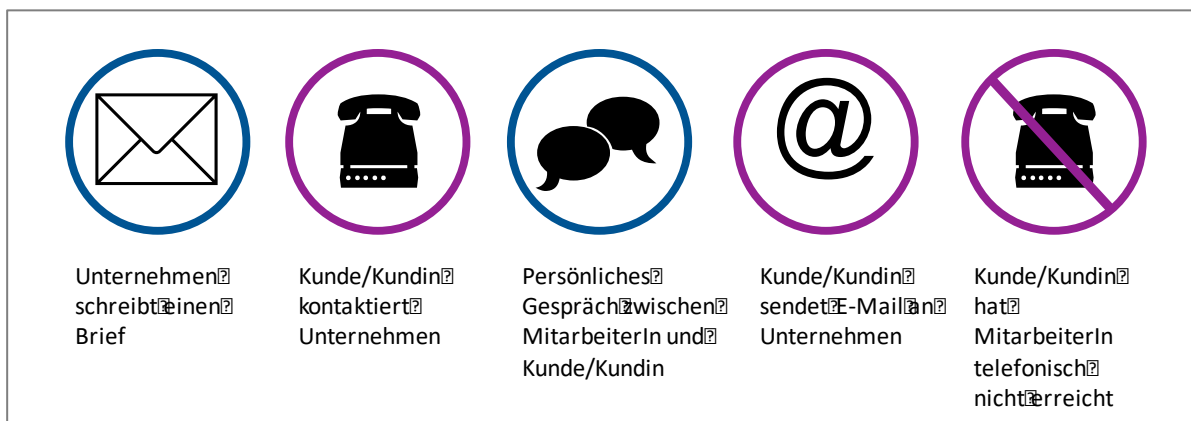 @
Unternehmen
schreibt einen
Brief
Kunde/Kundin
kontaktiert
Unternehmen
Persönliches
Gespräch zwischen
MitarbeiterIn und
Kunde/Kundin
Kunde/Kundin
sendet E-Mail an
Unternehmen
Kunde/Kundin
hat
MitarbeiterIn
telefonisch
nicht erreicht